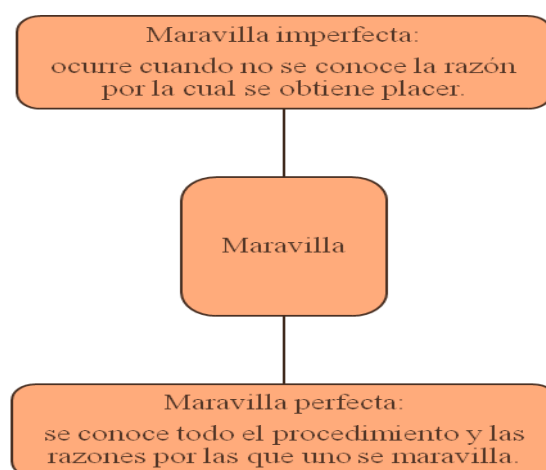 Maravilla imperfecta:
ocurre cuando no se conoce la razón
por la cual se obtiene placer.
Maravilla
Maravilla perfecta:
se conoce todo el procedimiento y las
razones por las que uno se maravilla.